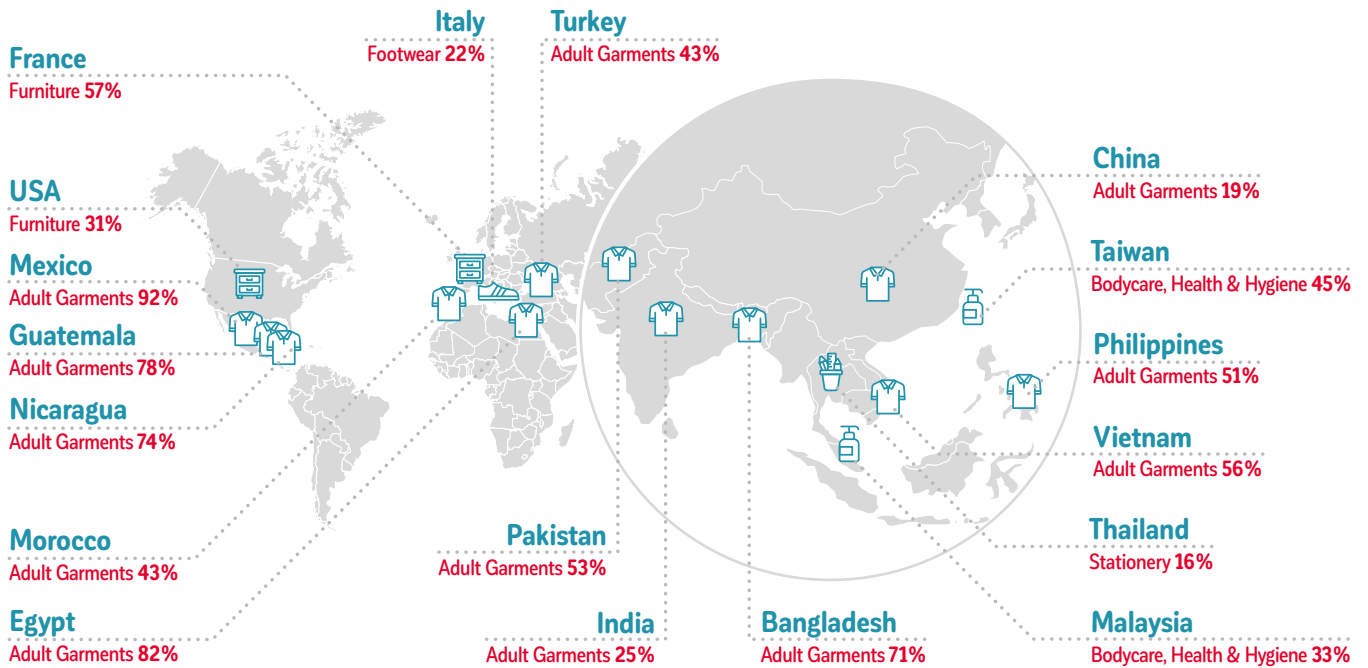 Italy
Footwear 22%
Turkey
Adult Garments 43%
France
Furniture 57%
USA
Furniture 31%
Mexico
Adult Garments 92%
Guatemala
Adult Garments 78%
Nicaragua
Adult Garments 74%
Morocco
Adult Garments 43%
Egypt
Adult Garments 82%
Pakistan
Adult Garments 53%
India
Adult Garments 25%
Bangladesh
Adult Garments 71%
China
Adult Garments 19%
Taiwan
Bodycare, Health & Hygiene 45%
Philippines
Adult Garments 51%
Vietnam
Adult Garments 56%
Thailand
Stationery 16%
Malaysia
Bodycare, Health & Hygiene 33%